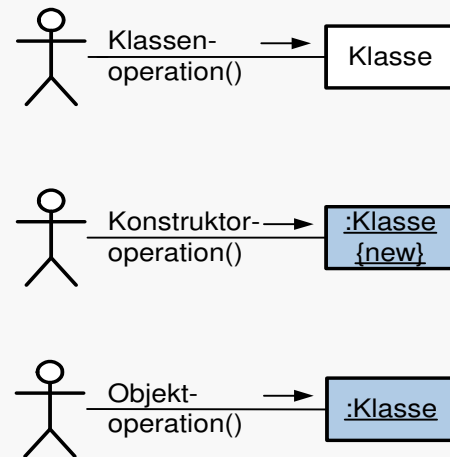 Klassen-
operation()
Klasse
Konstruktor-
operation()
:Klasse
{new}
Objekt-
operation()
:Klasse